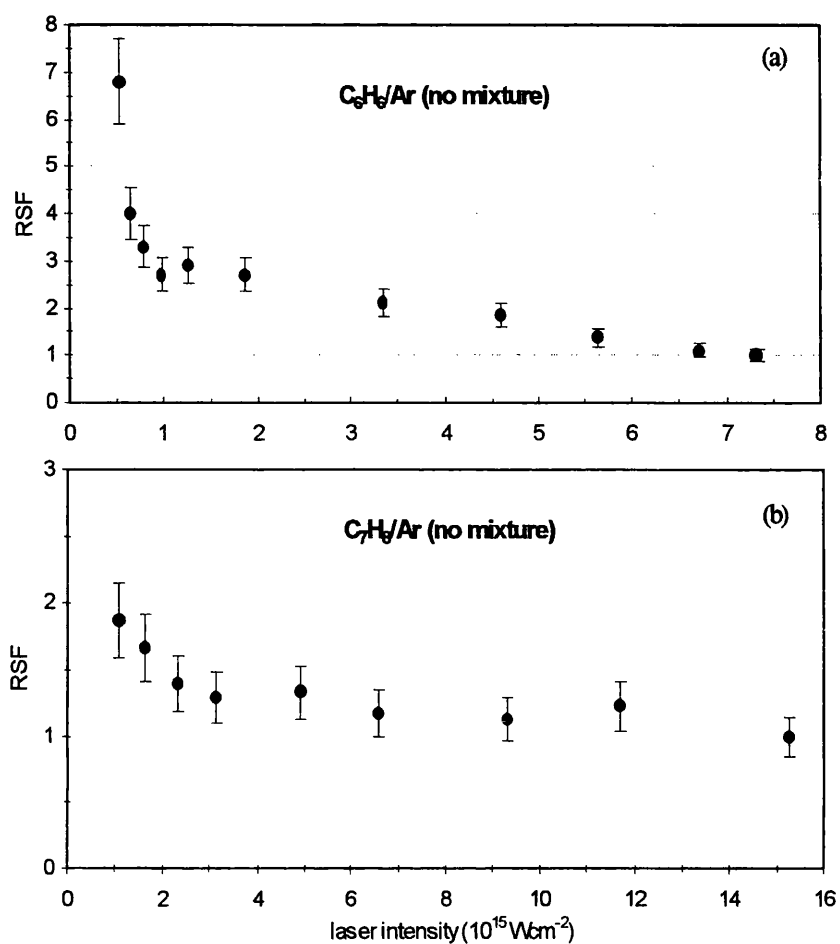 8
(a)
7
C₆H₆/Ar (no mixture)
6
5
4
RSF
3
2
1
0
0 1 2 3 4 5 6 7 8
3
(b)
C₇H₈/Ar (no mixture)
2
RSF
1
0
0 2 4 6 8 10 12 14 16
laser intensity (10¹⁵Wcm⁻²)